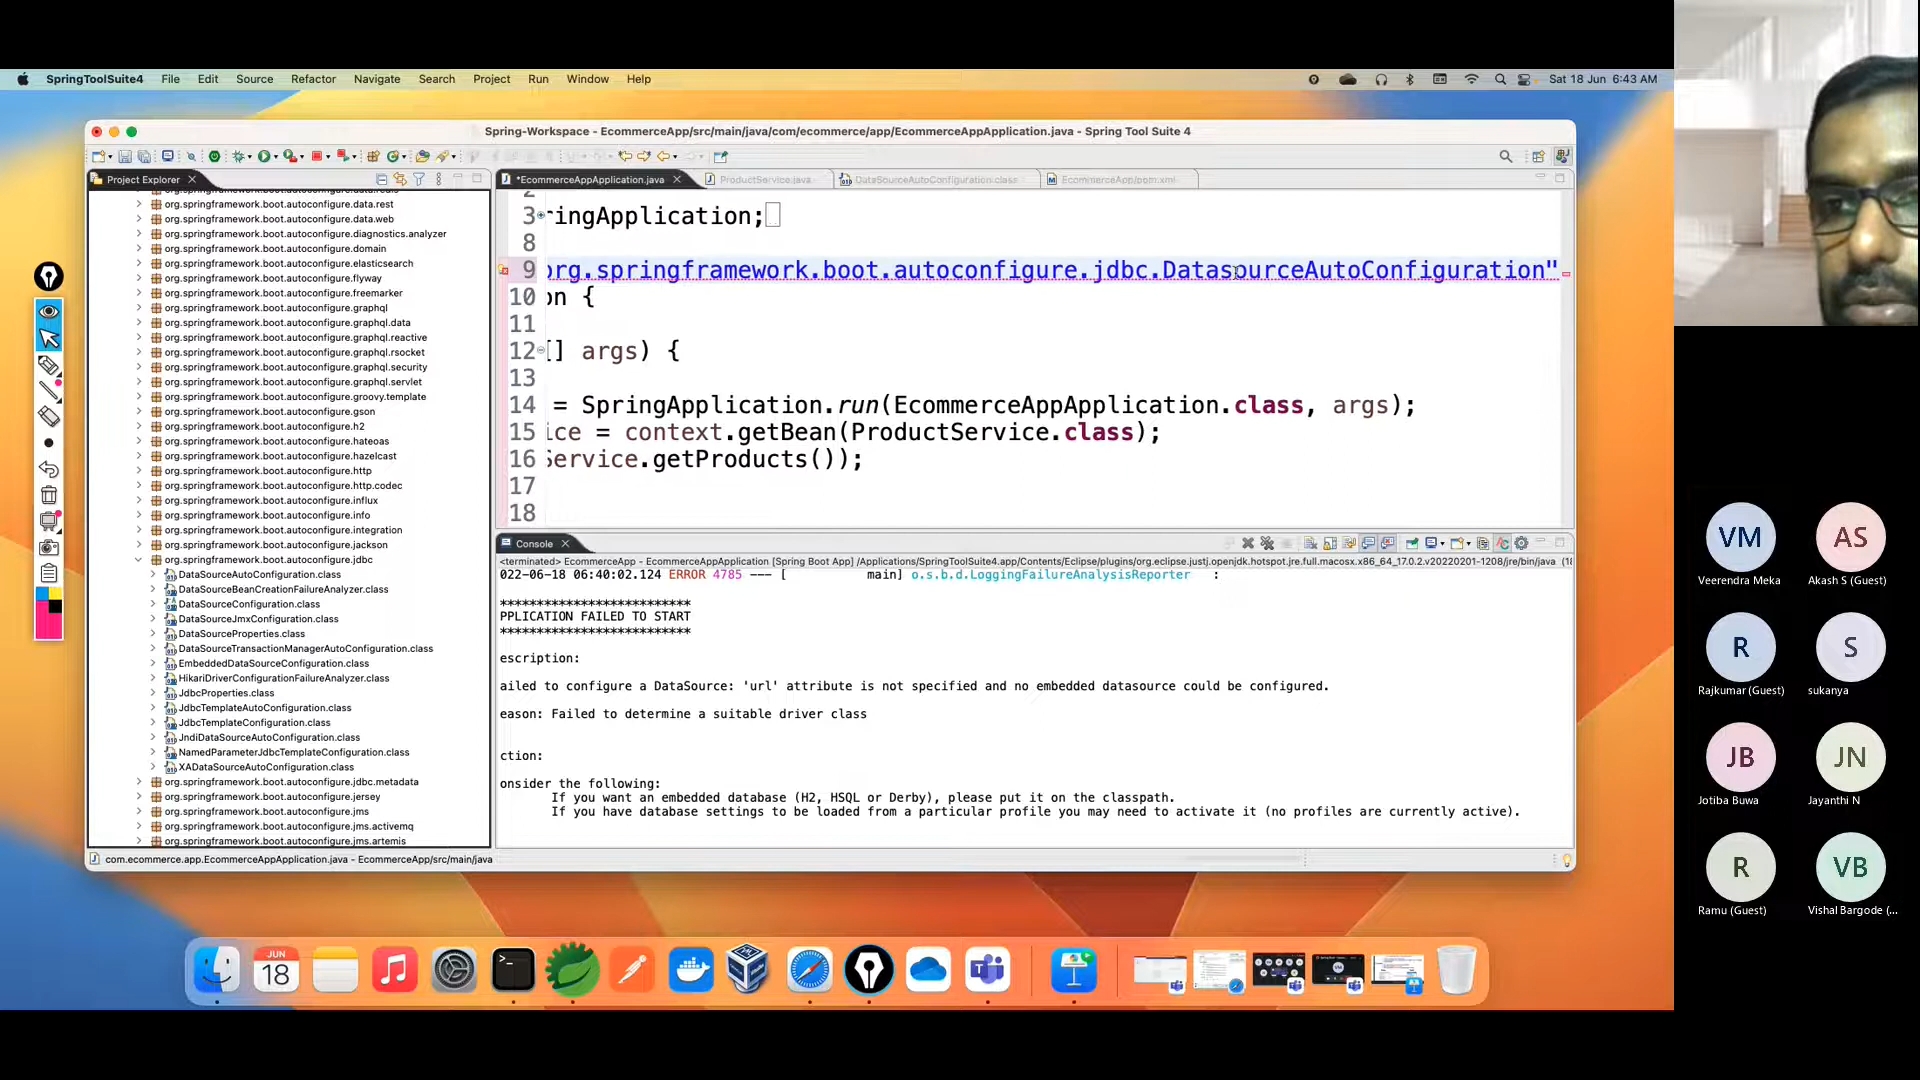 SpringToolSuite4 File Edit Source Refactor Navigate Search Project Run Window Help Sat 18 Jun 6:43 AM
Spring-Workspace - EcommerceApp/src/main/java/com/ecommerce/app/EcommerceAppApplication.java - Spring Tool Suite 4
Project Explorer
org.springframework.boot.autoconfigure.data.rest
org.springframework.boot.autoconfigure.data.web
org.springframework.boot.autoconfigure.diagnostics.analyzer
org.springframework.boot.autoconfigure.domain
org.springframework.boot.autoconfigure.elasticsearch
org.springframework.boot.autoconfigure.flyway
org.springframework.boot.autoconfigure.freemarker
org.springframework.boot.autoconfigure.graphql
org.springframework.boot.autoconfigure.graphql.data
org.springframework.boot.autoconfigure.graphql.reactive
org.springframework.boot.autoconfigure.graphql.rsocket
org.springframework.boot.autoconfigure.graphql.security
org.springframework.boot.autoconfigure.graphql.servlet
org.springframework.boot.autoconfigure.groovy.template
org.springframework.boot.autoconfigure.gson
org.springframework.boot.autoconfigure.h2
org.springframework.boot.autoconfigure.hateoas
org.springframework.boot.autoconfigure.hazelcast
org.springframework.boot.autoconfigure.http
org.springframework.boot.autoconfigure.http.codec
org.springframework.boot.autoconfigure.influx
org.springframework.boot.autoconfigure.info
org.springframework.boot.autoconfigure.integration
org.springframework.boot.autoconfigure.jackson
org.springframework.boot.autoconfigure.jdbc
DataSourceAutoConfiguration.class
DataSourceBeanCreationFailureAnalyzer.class
DataSourceConfiguration.class
DataSourceJmxConfiguration.class
DataSourceProperties.class
DataSourceTransactionManagerAutoConfiguration.class
EmbeddedDataSourceConfiguration.class
HikariDriverConfigurationFailureAnalyzer.class
JdbcProperties.class
JdbcTemplateAutoConfiguration.class
JdbcTemplateConfiguration.class
JndiDataSourceAutoConfiguration.class
NamedParameterJdbcTemplateConfiguration.class
XADataSourceAutoConfiguration.class
org.springframework.boot.autoconfigure.jdbc.metadata
org.springframework.boot.autoconfigure.jersey
org.springframework.boot.autoconfigure.jms
org.springframework.boot.autoconfigure.jms.activemq
org.springframework.boot.autoconfigure.jms.artemis
*EcommerceAppApplication.java ProductService.java DataSourceAutoConfiguration.class EcommerceApp/pom.xml
2
3 ringApplication;
8
9 org.springframework.boot.autoconfigure.jdbc.DatasourceAutoConfiguration"
10 on {
11
12 [] args) {
13
14 = SpringApplication.run(EcommerceAppApplication.class, args);
15 ice = context.getBean(ProductService.class);
16 Service.getProducts());
17
18
Console
<terminated> EcommerceApp - EcommerceAppApplication [Spring Boot App] /Applications/SpringToolSuite4.app/Contents/Eclipse/plugins/org.eclipse.justj.openjdk.hotspot.jre.full.macosx.x86_64_17.0.2.v20220201-1208/jre/bin/java (18
022-06-18 06:40:02.124 ERROR 4785 --- [ main] o.s.b.d.LoggingFailureAnalysisReporter :
***************************
PPLICATION FAILED TO START
***************************
escription:
ailed to configure a DataSource: 'url' attribute is not specified and no embedded datasource could be configured.
eason: Failed to determine a suitable driver class
ction:
onsider the following:
If you want an embedded database (H2, HSQL or Derby), please put it on the classpath.
If you have database settings to be loaded from a particular profile you may need to activate it (no profiles are currently active).
com.ecommerce.app.EcommerceAppApplication.java - EcommerceApp/src/main/java
JUN
18
VM
Veerendra Meka
AS
Akash S (Guest)
R
Rajkumar (Guest)
S
sukanya
JB
Jotiba Buwa
JN
Jayanthi N
R
Ramu (Guest)
VB
Vishal Bargode (...